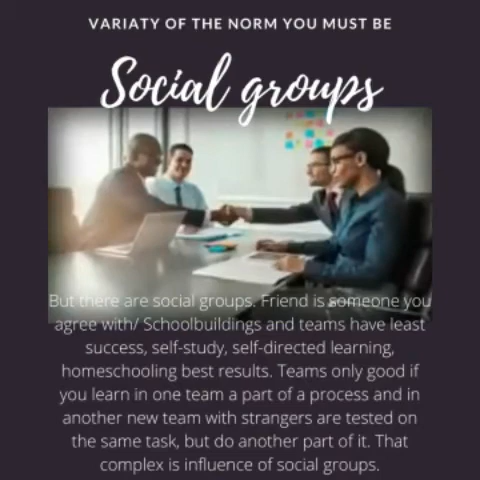 VARIATY OF THE NORM YOU MUST BE
Social groups
But there are social groups. Friend is someone you
agree with/ Schoolbuildings and teams have least
success, self-study, self-directed learning,
homeschooling best results. Teams only good if
you learn in one team a part of a process and in
another new team with strangers are tested on
the same task, but do another part of it. That
complex is influence of social groups.